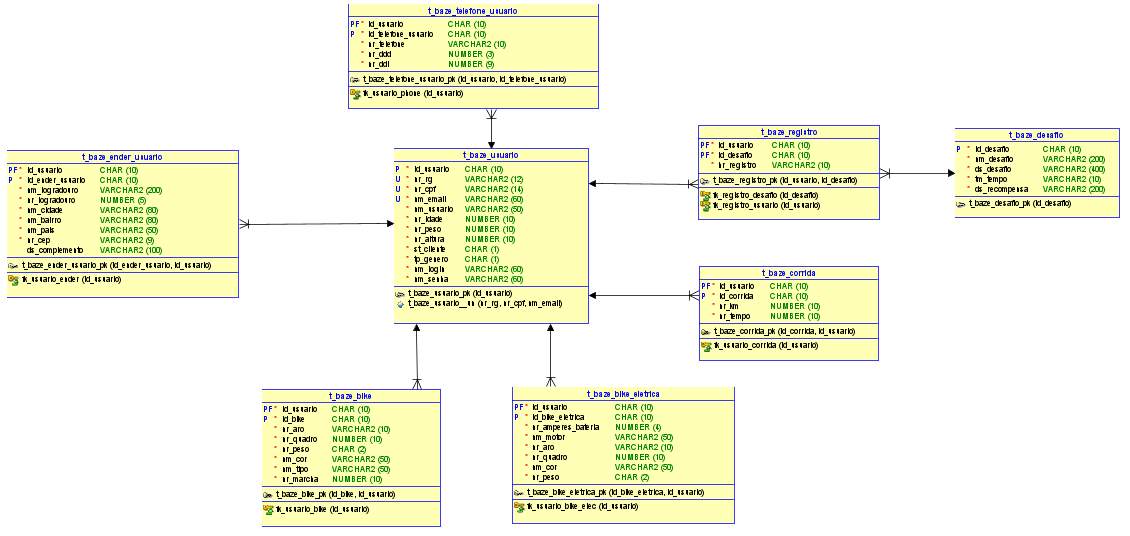 t_baze_telefone_usuario
PF * id_usuario CHAR (10)
P * id_telefone_usuario CHAR (10)
* nr_telefone VARCHAR2 (10)
* nr_ddd NUMBER (3)
* nr_ddi NUMBER (9)
t_baze_telefone_usuario_pk (id_usuario, id_telefone_usuario)
fk_usuario_phone (id_usuario)
t_baze_ender_usuario
PF * id_usuario CHAR (10)
P * id_ender_usuario CHAR (10)
* nm_logradouro VARCHAR2 (200)
* nr_logradouro NUMBER (5)
* nm_cidade VARCHAR2 (80)
* nm_bairro VARCHAR2 (80)
* nm_pais VARCHAR2 (50)
* nr_cep VARCHAR2 (9)
ds_complemento VARCHAR2 (100)
t_baze_ender_usuario_pk (id_ender_usuario, id_usuario)
fk_usuario_ender (id_usuario)
t_baze_usuario
P * id_usuario CHAR (10)
U * nr_rg VARCHAR2 (12)
U * nr_cpf VARCHAR2 (14)
U * nm_email VARCHAR2 (60)
* nm_usuario VARCHAR2 (50)
* nr_idade NUMBER (10)
* nr_peso NUMBER (10)
* nr_altura NUMBER (10)
* st_cliente CHAR (1)
* tp_genero CHAR (1)
* nm_login VARCHAR2 (60)
* nm_senha VARCHAR2 (60)
t_baze_usuario_pk (id_usuario)
t_baze_usuario__un (nr_rg, nr_cpf, nm_email)
t_baze_registro
PF * id_usuario CHAR (10)
PF * id_desafio CHAR (10)
* nr_registro VARCHAR2 (10)
t_baze_registro_pk (id_usuario, id_desafio)
fk_registro_desafio (id_desafio)
fk_registro_usuario (id_usuario)
t_baze_desafio
P * id_desafio CHAR (10)
* nm_desafio VARCHAR2 (200)
* ds_desafio VARCHAR2 (400)
* tm_tempo VARCHAR2 (10)
* ds_recompensa VARCHAR2 (200)
t_baze_desafio_pk (id_desafio)
t_baze_corrida
PF * id_usuario CHAR (10)
P * id_corrida CHAR (10)
* nr_km NUMBER (10)
* nr_tempo NUMBER (10)
t_baze_corrida_pk (id_corrida, id_usuario)
fk_usuario_corrida (id_usuario)
t_baze_bike
PF * id_usuario CHAR (10)
P * id_bike CHAR (10)
* nr_aro VARCHAR2 (10)
* nr_quadro NUMBER (10)
* nr_peso CHAR (2)
* nm_cor VARCHAR2 (50)
* nm_tipo VARCHAR2 (50)
* nr_marcha NUMBER (10)
t_baze_bike_pk (id_bike, id_usuario)
fk_usuario_bike (id_usuario)
t_baze_bike_eletrica
PF * id_usuario CHAR (10)
P * id_bike_eletrica CHAR (10)
* nr_amperes_bateria NUMBER (4)
* nm_motor VARCHAR2 (50)
* nr_aro VARCHAR2 (10)
* nr_quadro NUMBER (10)
* nm_cor VARCHAR2 (50)
* nr_peso CHAR (2)
t_baze_bike_eletrica_pk (id_bike_eletrica, id_usuario)
fk_usuario_bike_elec (id_usuario)